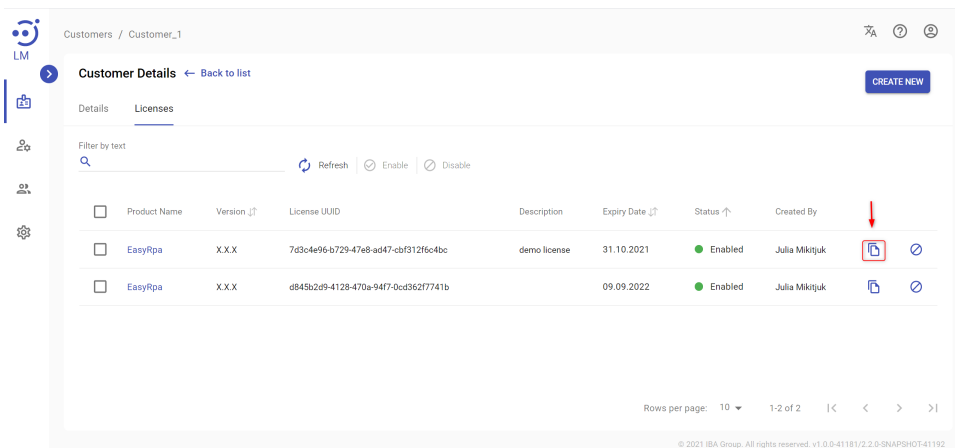 LM
Customers / Customer_1
Customer Details ← Back to list
CREATE NEW
Details Licenses
Filter by text
Refresh Enable Disable
Product Name Version License UUID Description Expiry Date Status Created By
EasyRpa X.X.X 7d3c4e96-b729-47e8-ad47-cbf312f6c4bc demo license 31.10.2021 Enabled Julia Mikitjuk
EasyRpa X.X.X d845b2d9-4128-470a-94f7-0cd362f7741b 09.09.2022 Enabled Julia Mikitjuk
Rows per page: 10 1-2 of 2
© 2021 IBA Group. All rights reserved. v1.0.0-41181/2.2.0-SNAPSHOT-41192